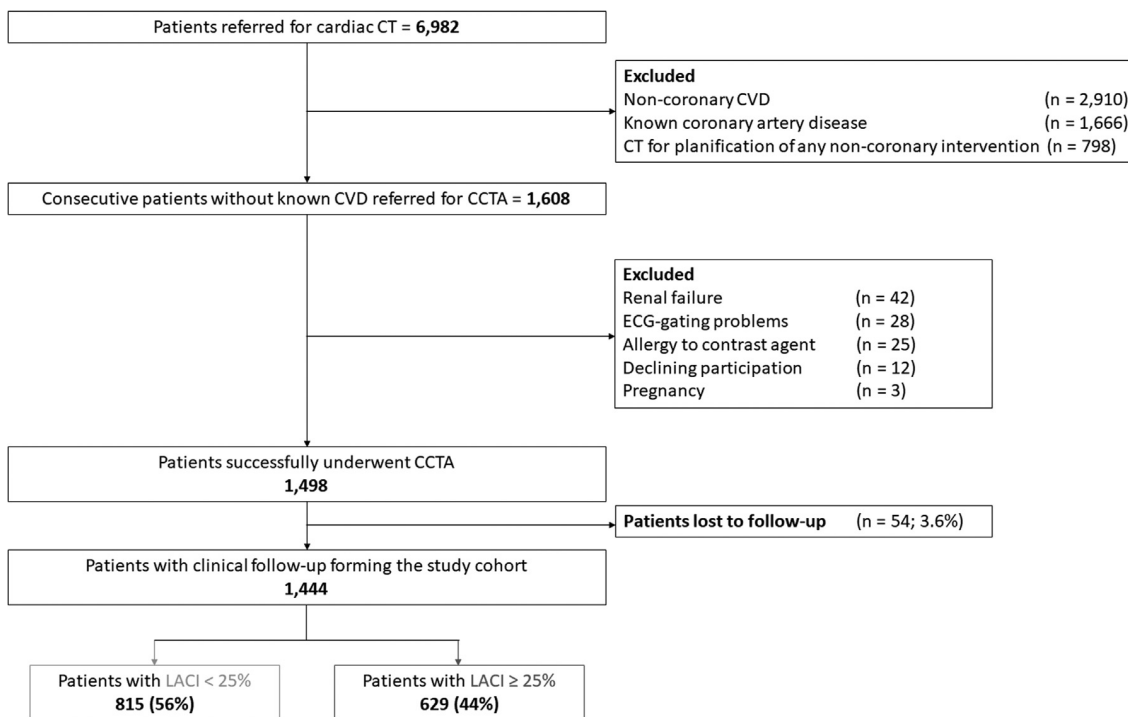 Patients referred for cardiac CT = 6,982
Excluded
Non-coronary CVD (n = 2,910)
Known coronary artery disease (n = 1,666)
CT for planification of any non-coronary intervention (n = 798)
Consecutive patients without known CVD referred for CCTA = 1,608
Excluded
Renal failure (n = 42)
ECG-gating problems (n = 28)
Allergy to contrast agent (n = 25)
Declining participation (n = 12)
Pregnancy (n = 3)
Patients successfully underwent CCTA
1,498
Patients lost to follow-up (n = 54; 3.6%)
Patients with clinical follow-up forming the study cohort
1,444
Patients with LACI < 25%
815 (56%)
Patients with LACI ≥ 25%
629 (44%)